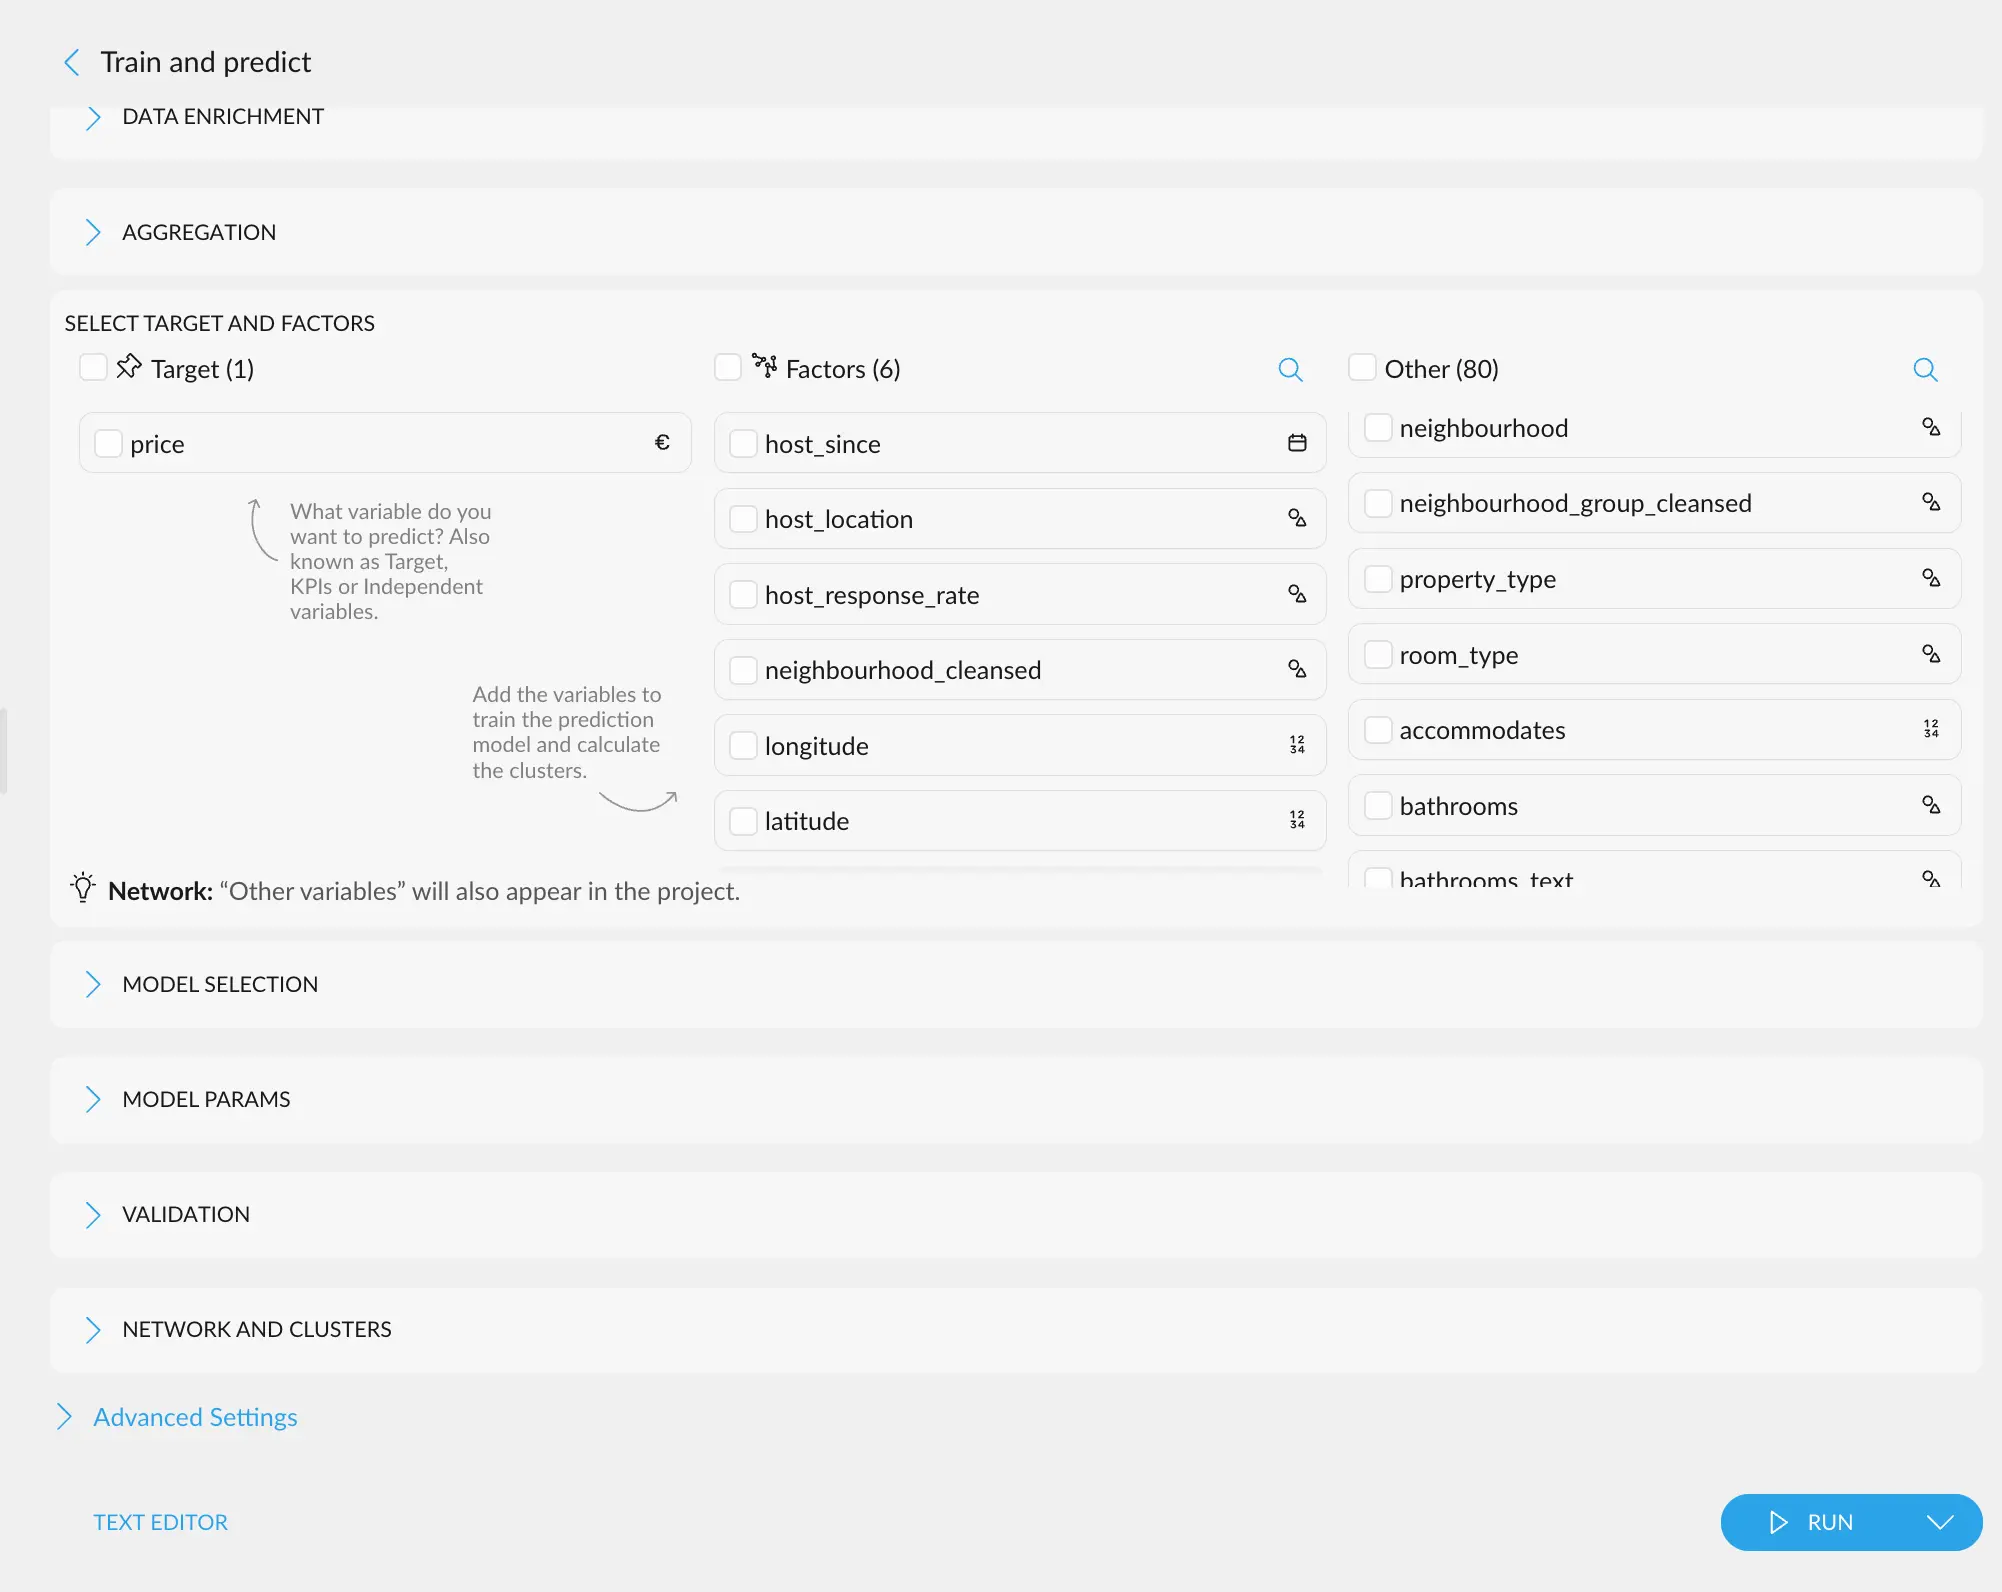 Train and predict
DATA ENRICHMENT
AGGREGATION
SELECT TARGET AND FACTORS
Target (1)
price
€
What variable do you
want to predict? Also
known as Target,
KPIs or Independent
variables.
Add the variables to
train the prediction
model and calculate
the clusters.
Factors (6)
host_since
host_location
host_response_rate
neighbourhood_cleansed
longitude
12
34
latitude
12
34
Other (80)
neighbourhood
neighbourhood_group_cleansed
property_type
room_type
accommodates
12
34
bathrooms
bathrooms_text
Network: “Other variables” will also appear in the project.
MODEL SELECTION
MODEL PARAMS
VALIDATION
NETWORK AND CLUSTERS
Advanced Settings
TEXT EDITOR
RUN